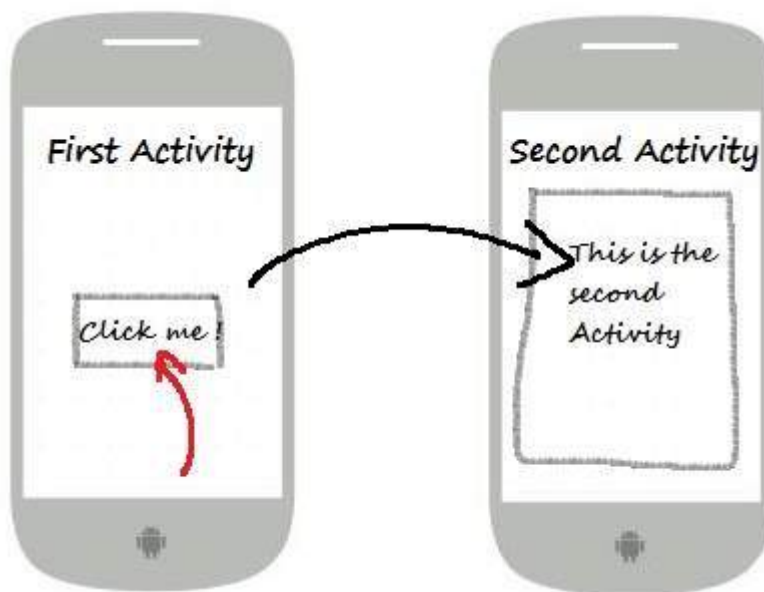 First Activity
Click me !
Second Activity
This is the
second
Activity